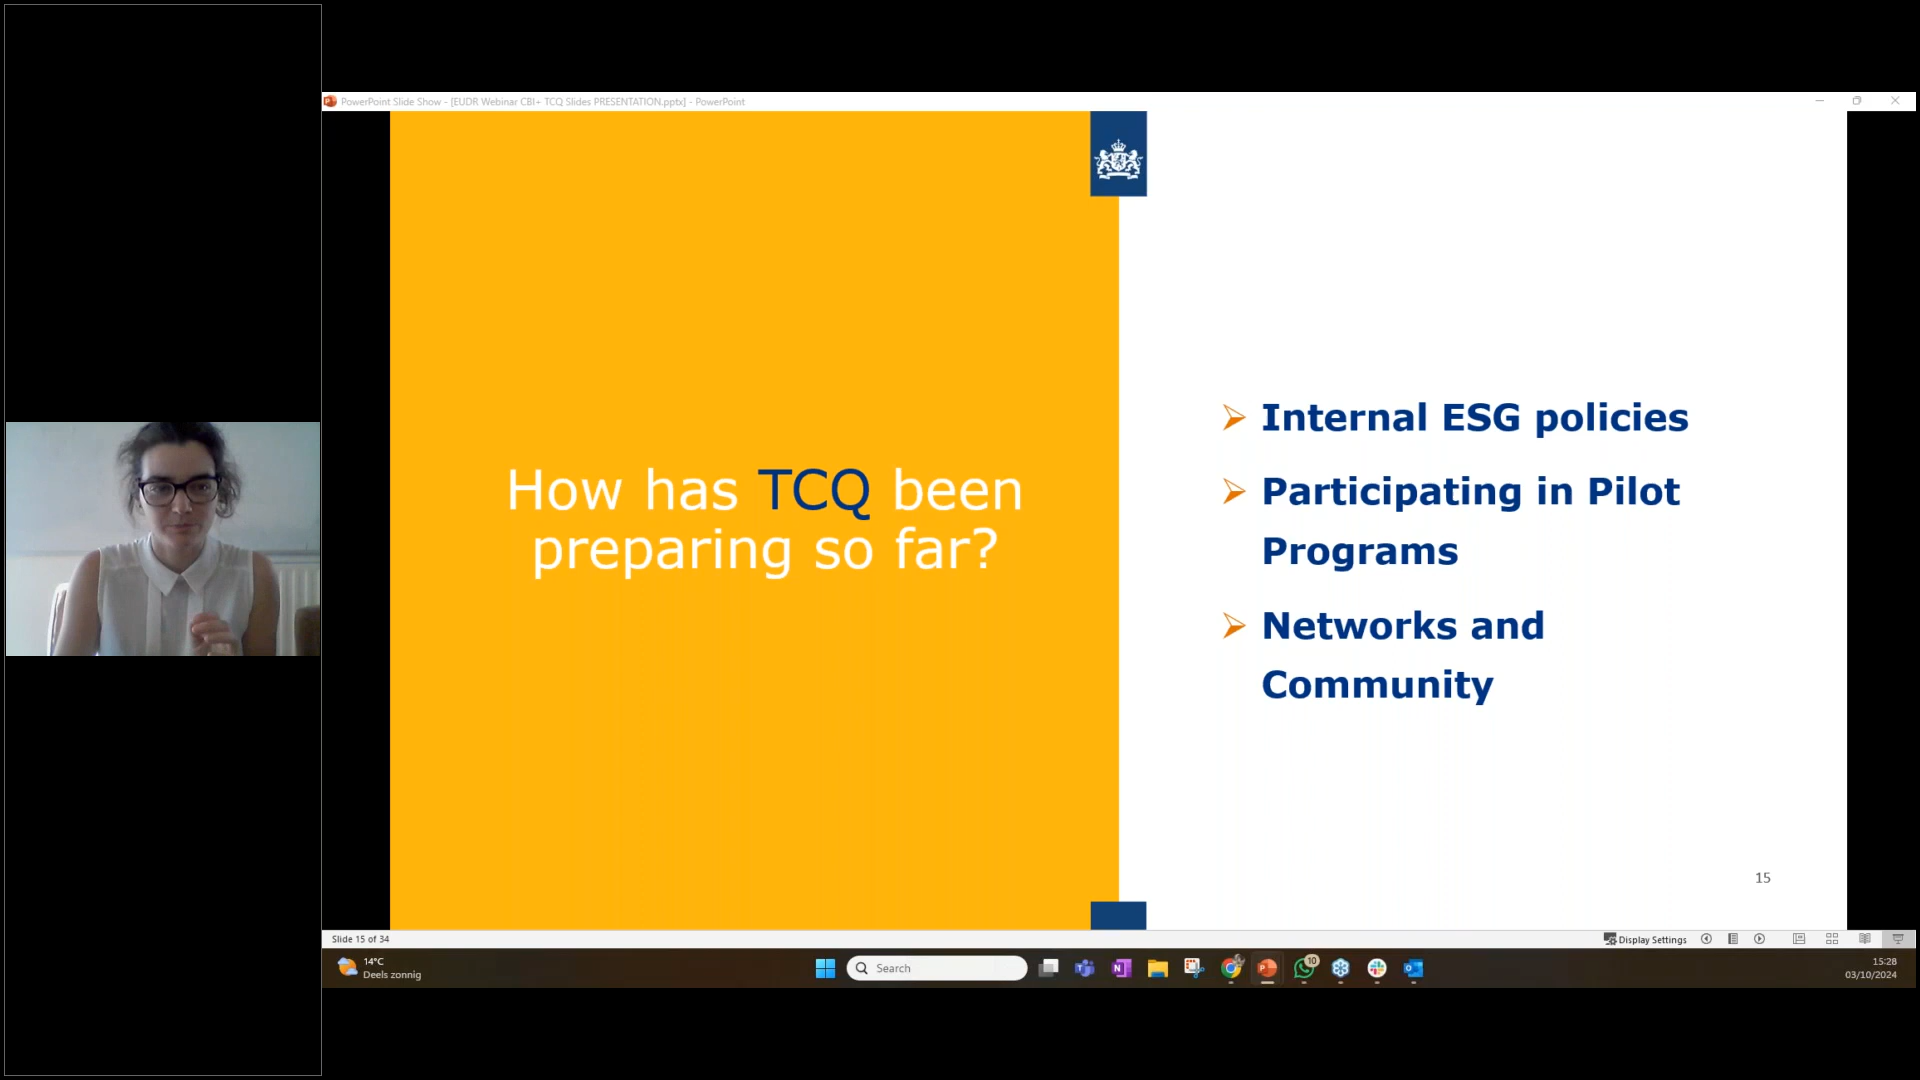 PowerPoint Slide Show - [EUDR Webinar CBI+ TCQ Slides PRESENTATION.pptx] - PowerPoint
How has TCQ been
preparing so far?
Internal ESG policies
Participating in Pilot
Programs
Networks and
Community
15
Slide 15 of 34
Display Settings
14°C
Deels zonnig
Search
10
15:28
03/10/2024